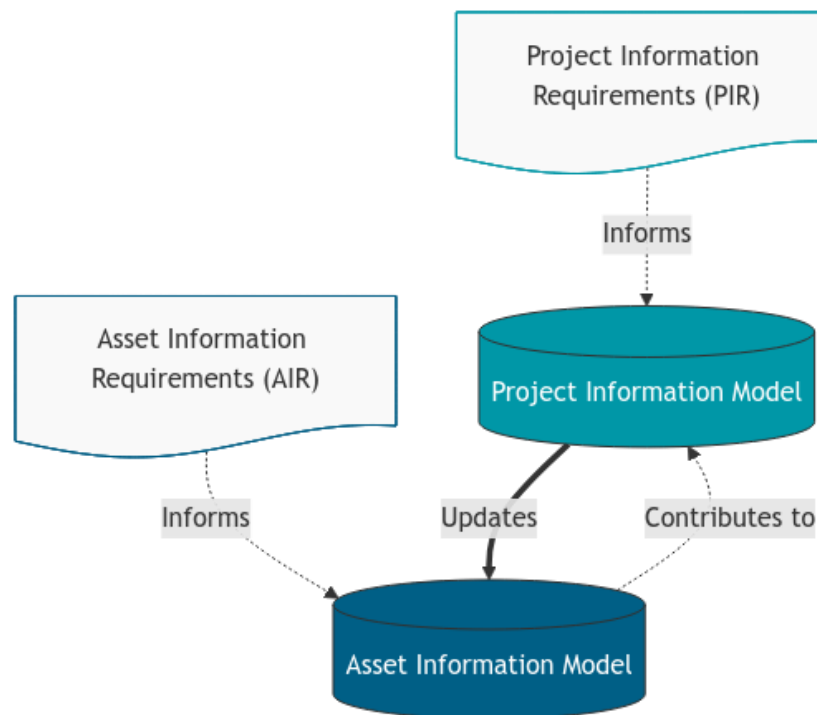 Project Information
Requirements (PIR)
Informs
Asset Information
Requirements (AIR)
Project Information Model
Informs
Updates
Contributes to
Asset Information Model